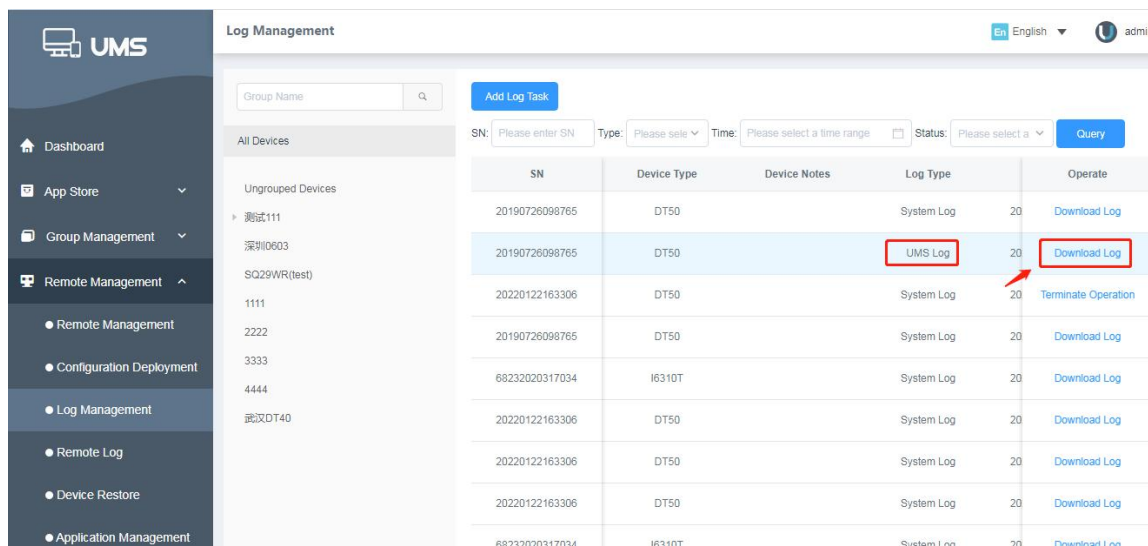 UMS
Log Management
En English
admi
Dashboard
App Store
Group Management
Remote Management
Remote Management
Configuration Deployment
Log Management
Remote Log
Device Restore
Application Management
Group Name
All Devices
Ungrouped Devices
测试111
深圳0603
SQ29WR(test)
1111
2222
3333
4444
武汉DT40
Add Log Task
SN: Please enter SN Type: Please sele Time: Please select a time range Status: Please select a Query
SN Device Type Device Notes Log Type Operate
20190726098765 DT50 System Log 20 Download Log
20190726098765 DT50 UMS Log 20 Download Log
20220122163306 DT50 System Log 20 Terminate Operation
20190726098765 DT50 System Log 20 Download Log
68232020317034 I6310T System Log 20 Download Log
20220122163306 DT50 System Log 20 Download Log
20220122163306 DT50 System Log 20 Download Log
20220122163306 DT50 System Log 20 Download Log
68232020317034 I6310T System Log 20 Download Log